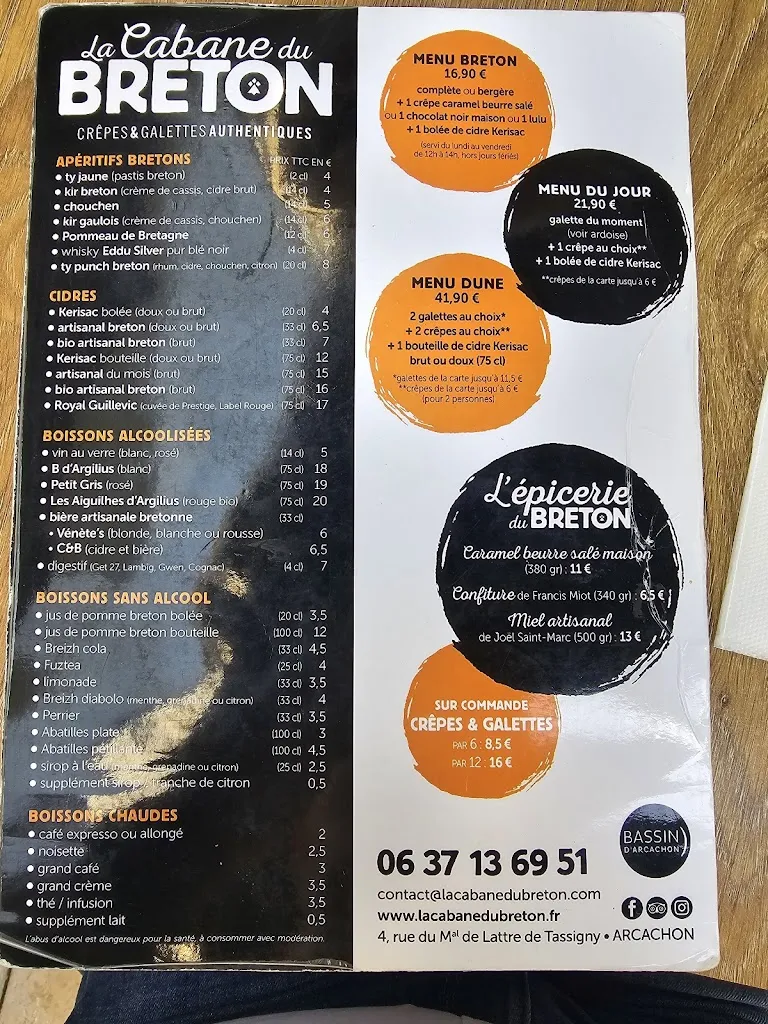 La Cabane du
BRETON
CRÊPES & GALETTES AUTHENTIQUES
APÉRITIFS BRETONS PRIX TTC EN €
• ty jaune (pastis breton) (2 cl) 4
• kir breton (crème de cassis, cidre brut) (14 cl) 4
• chouchen (14 cl) 5
• kir gaulois (crème de cassis, chouchen) (14 cl) 6
• Pommeau de Bretagne (12 cl) 6
• whisky Eddu Silver pur blé noir (4 cl) 7
• ty punch breton (rhum, cidre, chouchen, citron) (20 cl) 8
CIDRES
• Kerisac bolée (doux ou brut) (20 cl) 4
• artisanal breton (doux ou brut) (33 cl) 6,5
• bio artisanal breton (brut) (33 cl) 7
• Kerisac bouteille (doux ou brut) (75 cl) 12
• artisanal du mois (brut) (75 cl) 15
• bio artisanal breton (brut) (75 cl) 16
• Royal Guillevic (cuvée de Prestige, Label Rouge) (75 cl) 17
BOISSONS ALCOOLISÉES
• vin au verre (blanc, rosé) (14 cl) 5
• B d'Argilius (blanc) (75 cl) 18
• Petit Gris (rosé) (75 cl) 19
• Les Aiguilhes d'Argilius (rouge bio) (75 cl) 20
• bière artisanale bretonne (33 cl)
• Vénète's (blonde, blanche ou rousse) 6
• C&B (cidre et bière) 6,5
• digestif (Get 27, Lambig, Gwen, Cognac) (4 cl) 7
BOISSONS SANS ALCOOL
• jus de pomme breton bolée (20 cl) 3,5
• jus de pomme breton bouteille (100 cl) 12
• Breizh cola (33 cl) 4,5
• Fuztea (25 cl) 4
• limonade (33 cl) 3,5
• Breizh diabolo (menthe, grenadine ou citron) (33 cl) 4
• Perrier (33 cl) 3,5
• Abatilles plate (100 cl) 3
• Abatilles pétillante (100 cl) 4,5
• sirop à l'eau (menthe, grenadine ou citron) (25 cl) 2,5
• supplément sirop / tranche de citron 0,5
BOISSONS CHAUDES
• café expresso ou allongé 2
• noisette 2,5
• grand café 3
• grand crème 3,5
• thé / infusion 3,5
• supplément lait 0,5
L'abus d'alcool est dangereux pour la santé, à consommer avec modération.
MENU BRETON
16,90 €
complète ou bergère
+ 1 crêpe caramel beurre salé
ou 1 chocolat noir maison ou 1 lulu
+ 1 bolée de cidre Kerisac
(servi du lundi au vendredi
de 12h à 14h, hors jours fériés)
MENU DU JOUR
21,90 €
galette du moment
(voir ardoise)
+ 1 crêpe au choix**
+ 1 bolée de cidre Kerisac
**crêpes de la carte jusqu'à 6 €
MENU DUNE
41,90 €
2 galettes au choix*
+ 2 crêpes au choix**
+ 1 bouteille de cidre Kerisac
brut ou doux (75 cl)
*galettes de la carte jusqu'à 11,5 €
**crêpes de la carte jusqu'à 6 €
(pour 2 personnes)
L'épicerie
du BRETON
Caramel beurre salé maison
(380 gr) : 11 €
Confiture de Francis Miot (340 gr) : 6,5 €
Miel artisanal
de Joël Saint-Marc (500 gr) : 13 €
SUR COMMANDE
CRÊPES & GALETTES
PAR 6 : 8,5 €
PAR 12 : 16 €
BASSIN
D'ARCACHON
06 37 13 69 51
contact@lacabanedubreton.com
www.lacabanedubreton.fr
4, rue du Mal de Lattre de Tassigny • ARCACHON